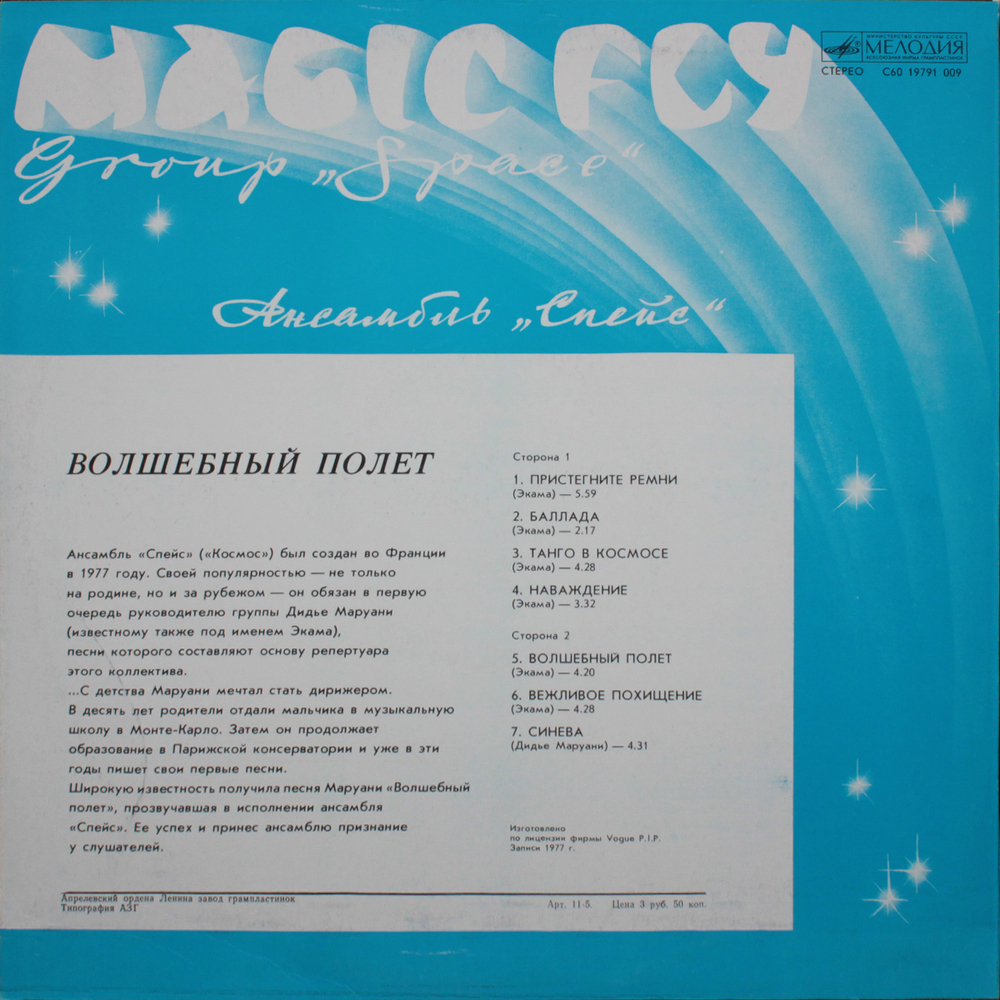 MAGIC FLY
МИНИСТЕРСТВО КУЛЬТУРЫ СССР
МЕЛОДИЯ
ВСЕСОЮЗНАЯ ФИРМА ГРАМПЛАСТИНОК
СТЕРЕО С60 19791 009
Group „Space“
Ансамбль „Спейс“
ВОЛШЕБНЫЙ ПОЛЕТ
Ансамбль «Спейс» («Космос») был создан во Франции
в 1977 году. Своей популярностью — не только
на родине, но и за рубежом — он обязан в первую
очередь руководителю группы Дидье Маруани
(известному также под именем Экама),
песни которого составляют основу репертуара
этого коллектива.
...С детства Маруани мечтал стать дирижером.
В десять лет родители отдали мальчика в музыкальную
школу в Монте-Карло. Затем он продолжает
образование в Парижской консерватории и уже в эти
годы пишет свои первые песни.
Широкую известность получила песня Маруани «Волшебный
полет», прозвучавшая в исполнении ансамбля
«Спейс». Ее успех и принес ансамблю признание
у слушателей.
Сторона 1
1. ПРИСТЕГНИТЕ РЕМНИ
(Экама) — 5.59
2. БАЛЛАДА
(Экама) — 2.17
3. ТАНГО В КОСМОСЕ
(Экама) — 4.28
4. НАВАЖДЕНИЕ
(Экама) — 3.32
Сторона 2
5. ВОЛШЕБНЫЙ ПОЛЕТ
(Экама) — 4.20
6. ВЕЖЛИВОЕ ПОХИЩЕНИЕ
(Экама) — 4.28
7. СИНЕВА
(Дидье Маруани) — 4.31
Изготовлено
по лицензии фирмы Vogue P.I.P.
Записи 1977 г.
Апрелевский ордена Ленина завод грампластинок
Типография АЗГ
Арт. 11-5. Цена 3 руб. 50 коп.